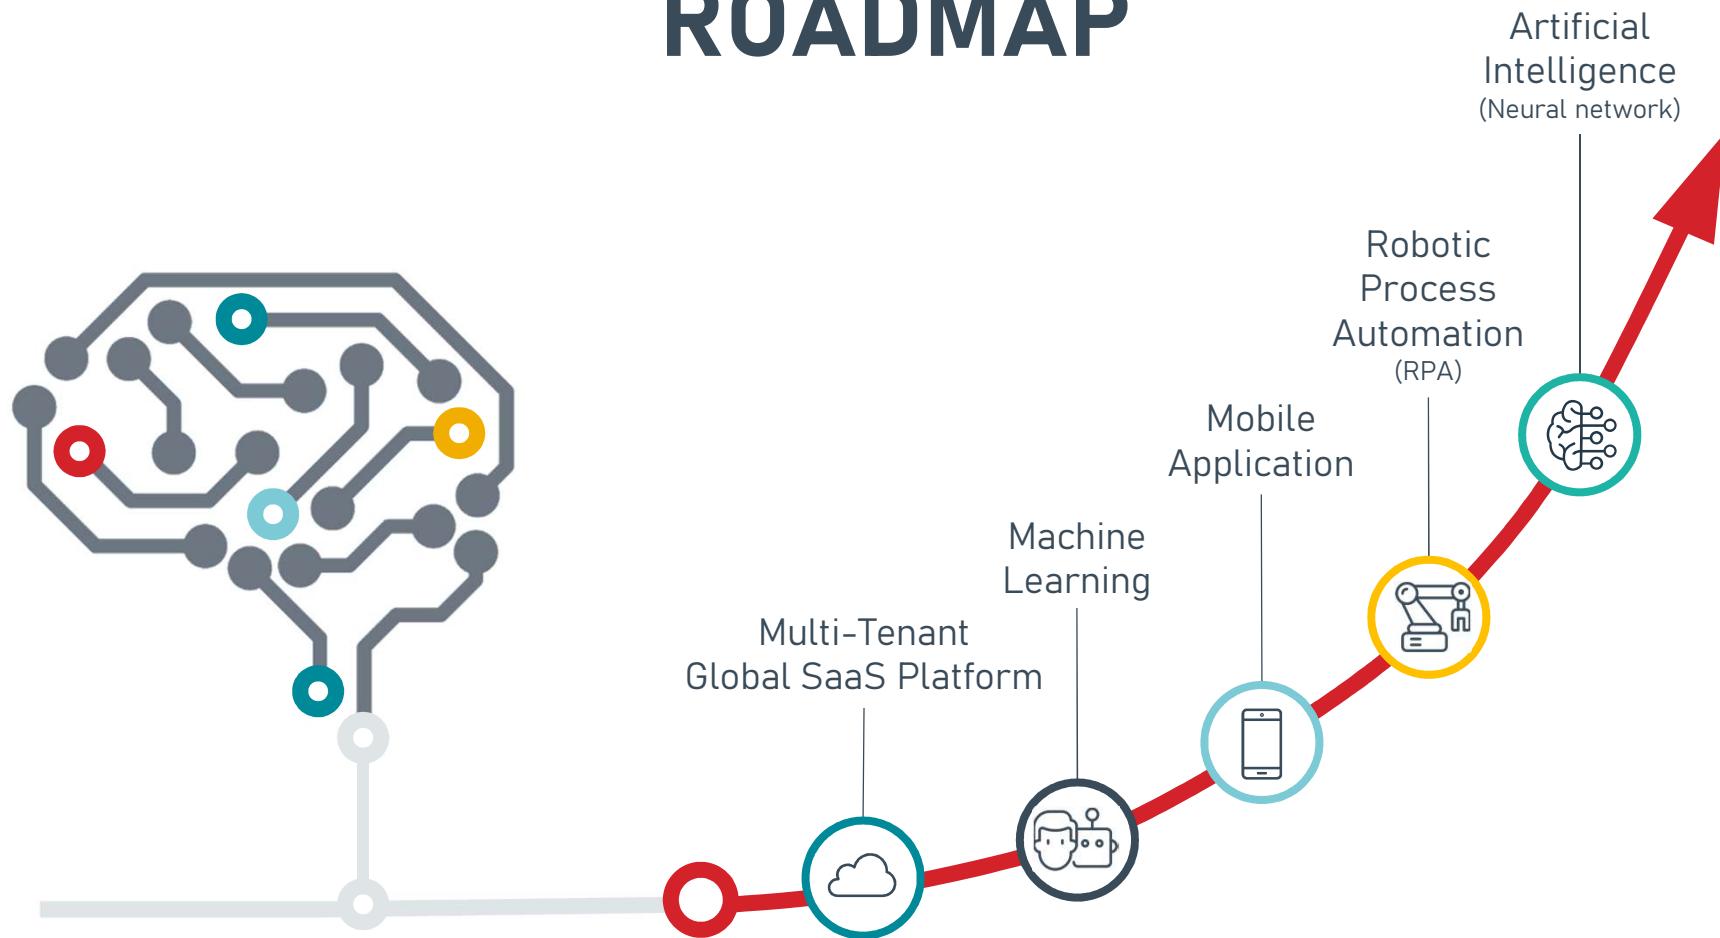 ROADMAP
Artificial
Intelligence
(Neural network)
Robotic
Process
Automation
(RPA)
Mobile
Application
Machine
Learning
Multi-Tenant
Global SaaS Platform